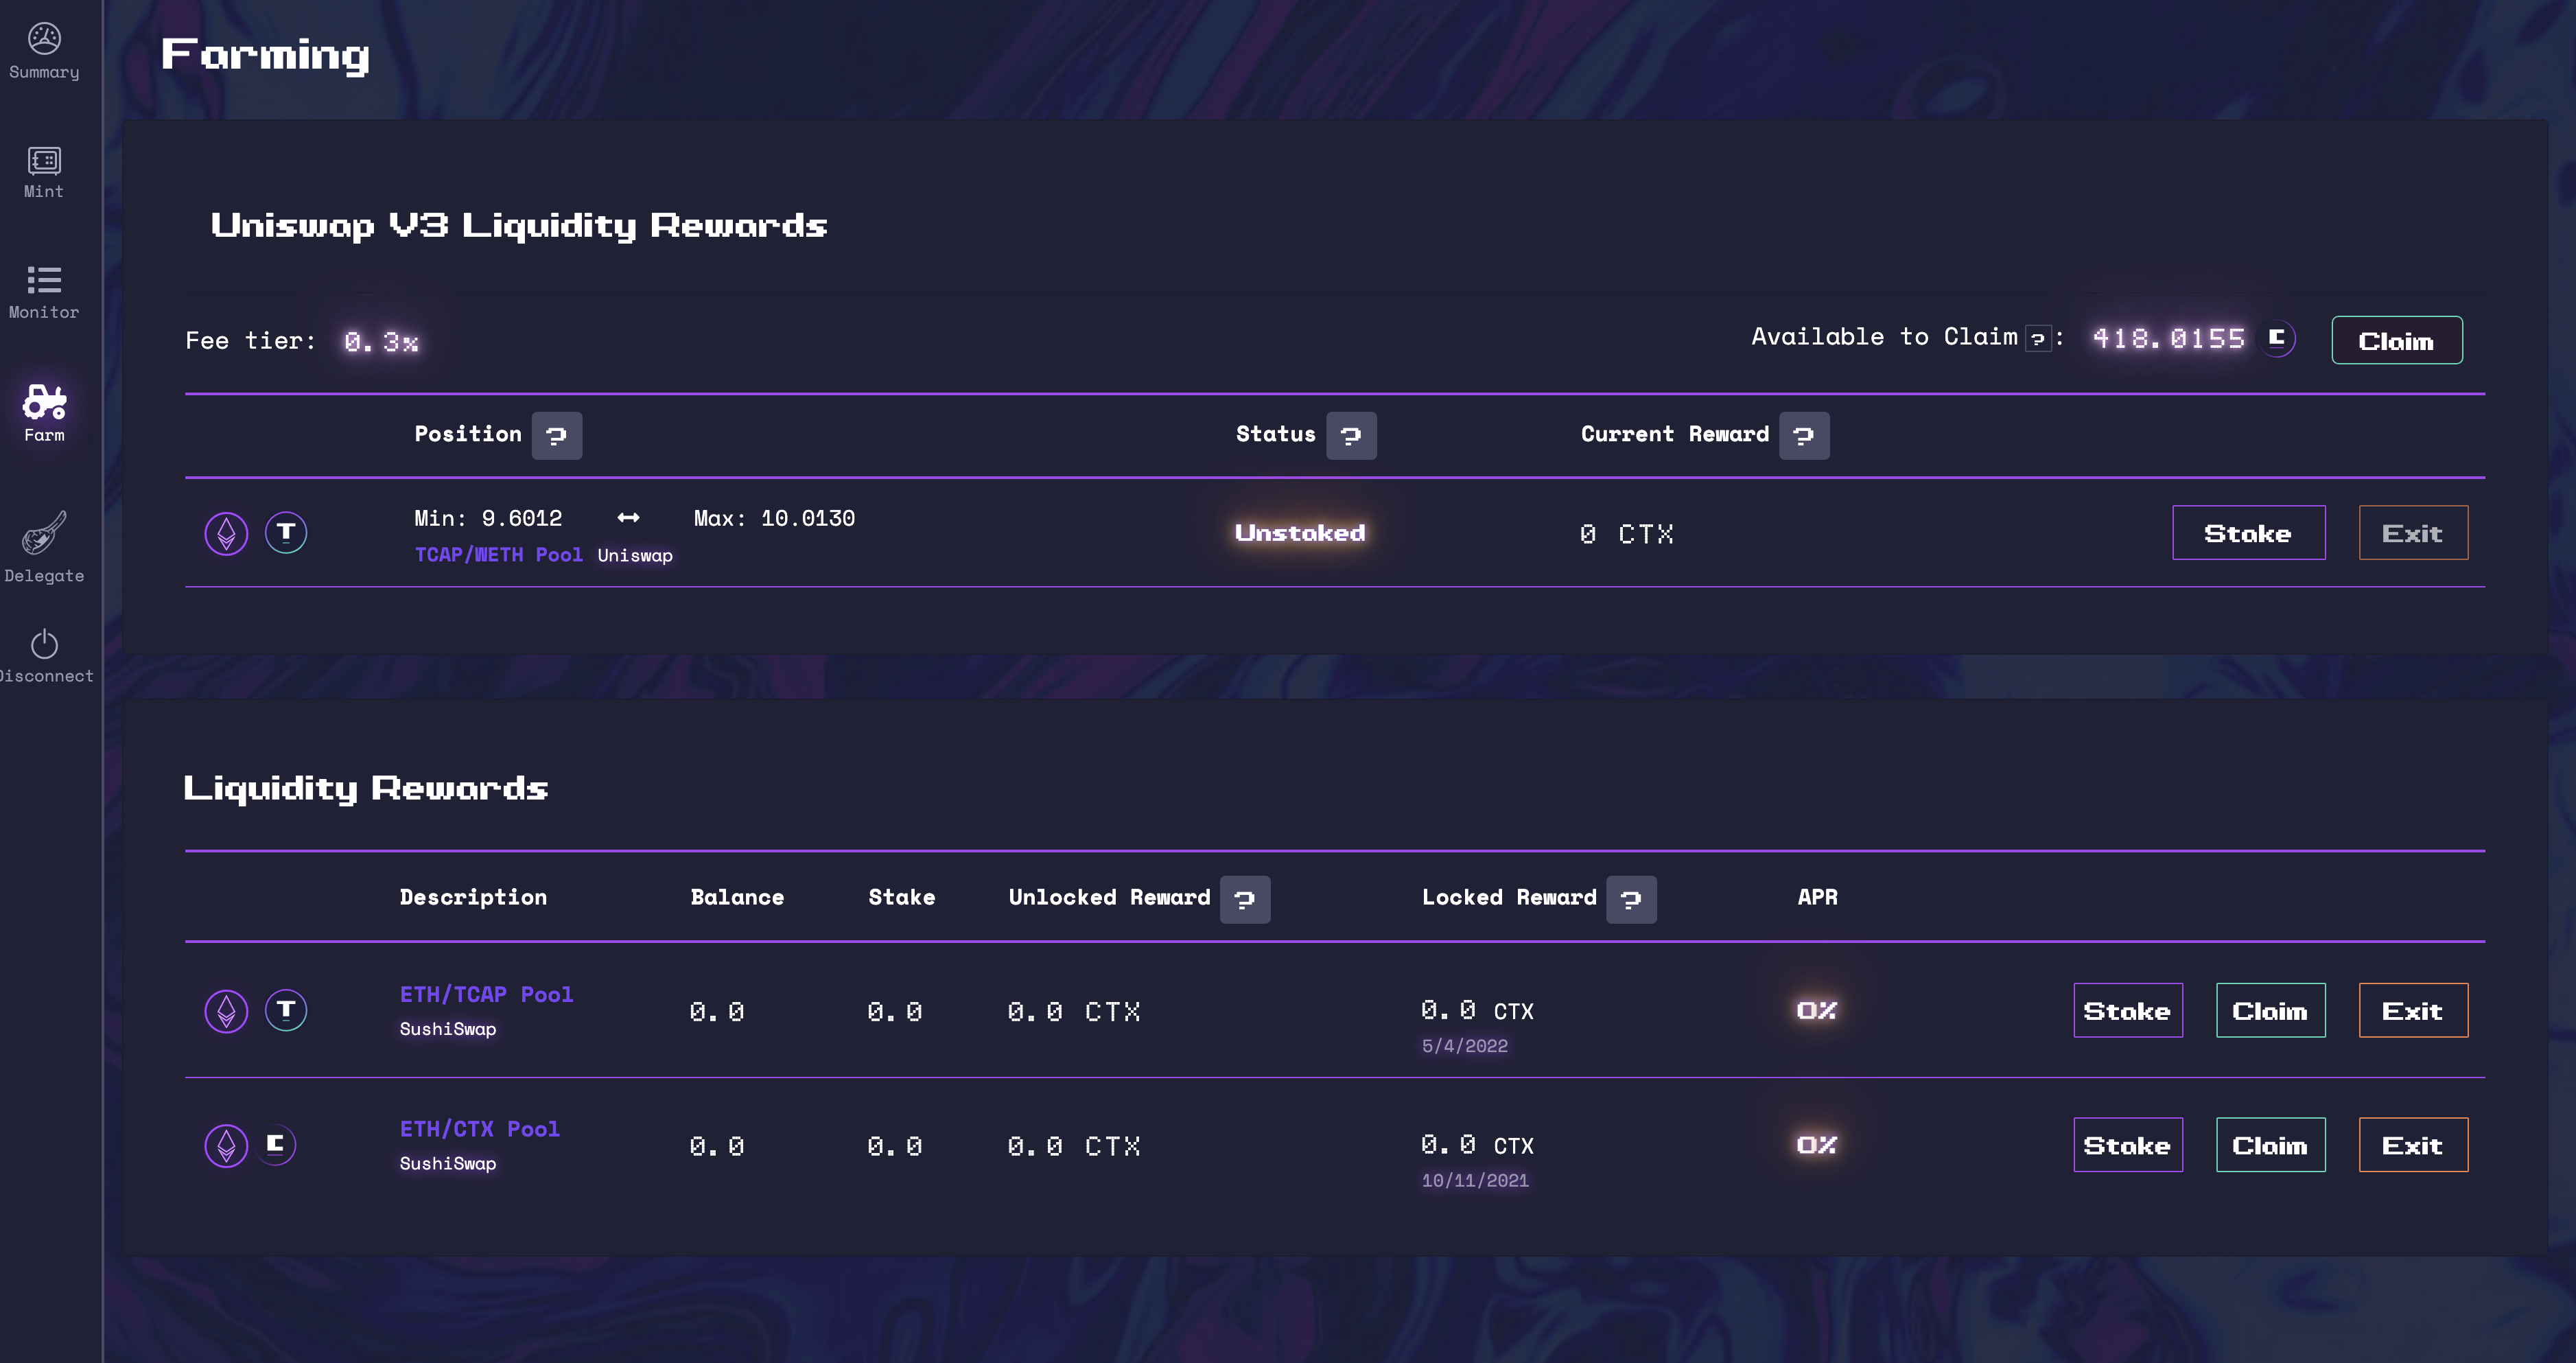 Farming
Summary
Mint
Monitor
Farm
Delegate
Disconnect
Uniswap V3 Liquidity Rewards
Fee tier: 0.3% Available to Claim ?: 418.0155 C Claim
Position ? Status ? Current Reward ?
T Min: 9.6012 ↔ Max: 10.0130 Unstaked 0 CTX Stake Exit
TCAP/WETH Pool Uniswap
Liquidity Rewards
Description Balance Stake Unlocked Reward ? Locked Reward ? APR
T ETH/TCAP Pool 0.0 0.0 0.0 CTX 0.0 CTX 0% Stake Claim Exit
SushiSwap 5/4/2022
C ETH/CTX Pool 0.0 0.0 0.0 CTX 0.0 CTX 0% Stake Claim Exit
SushiSwap 10/11/2021